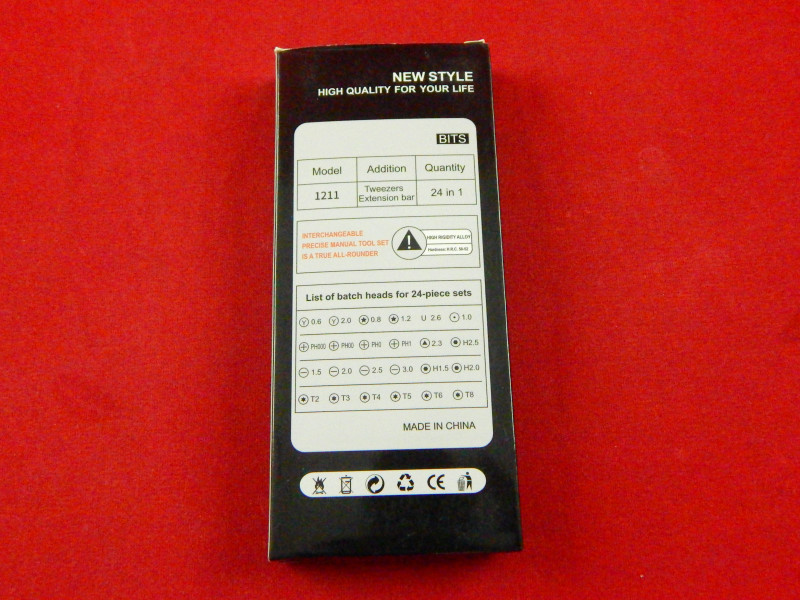 NEW STYLE
HIGH QUALITY FOR YOUR LIFE
BITS
Model Addition Quantity
1211 Tweezers Extension bar 24 in 1
INTERCHANGEABLE
PRECISE MANUAL TOOL SET
IS A TRUE ALL-ROUNDER
HIGH RIGIDITY ALLOY
Hardness: H.R.C. 48-52
List of batch heads for 24-piece sets
0.6 2.0 0.8 1.2 U 2.6 1.0
PH000 PH00 PH0 PH1 2.3 H2.5
1.5 2.0 2.5 3.0 H1.5 H2.0
T2 T3 T4 T5 T6 T8
MADE IN CHINA
CE